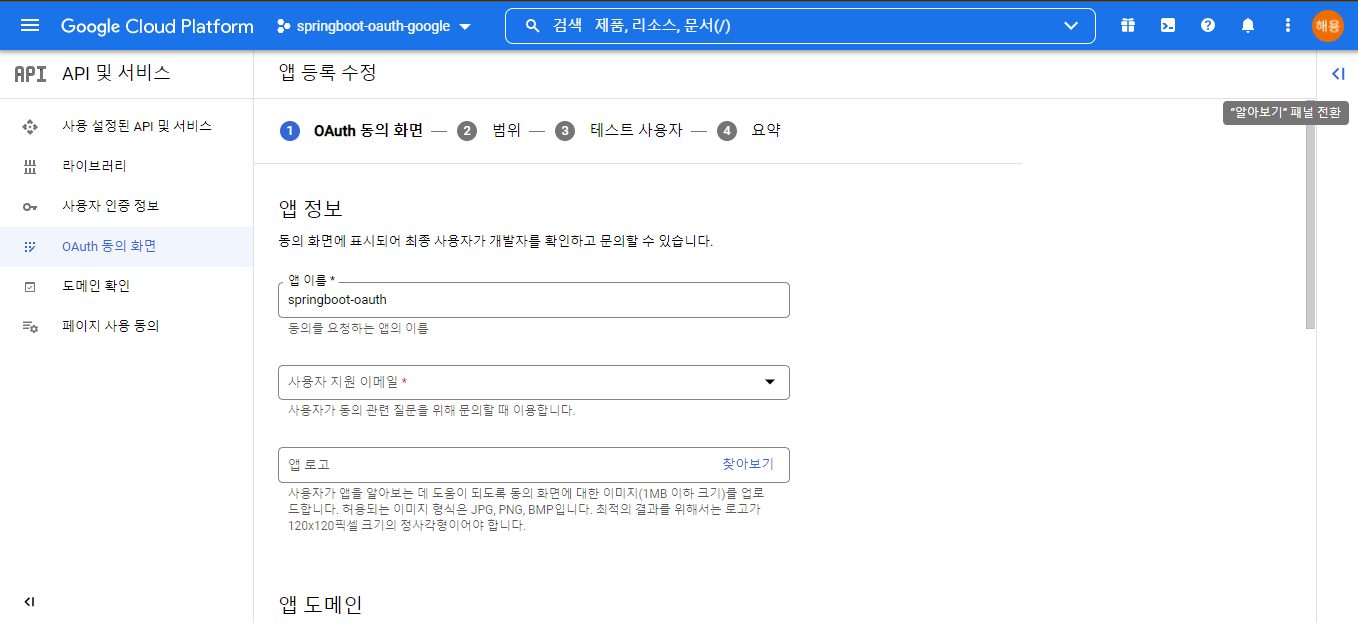 Google Cloud Platform
springboot-oauth-google
검색 제품, 리소스, 문서(/)
해용
API API 및 서비스
앱 등록 수정
"알아보기" 패널 전환
사용 설정된 API 및 서비스
라이브러리
사용자 인증 정보
OAuth 동의 화면
도메인 확인
페이지 사용 동의
1 OAuth 동의 화면 — 2 범위 — 3 테스트 사용자 — 4 요약
앱 정보
동의 화면에 표시되어 최종 사용자가 개발자를 확인하고 문의할 수 있습니다.
앱 이름 *
springboot-oauth
동의를 요청하는 앱의 이름
사용자 지원 이메일 *
사용자가 동의 관련 질문을 위해 문의할 때 이용합니다.
앱 로고 찾아보기
사용자가 앱을 알아보는 데 도움이 되도록 동의 화면에 대한 이미지(1MB 이하 크기)를 업로
드합니다. 허용되는 이미지 형식은 JPG, PNG, BMP입니다. 최적의 결과를 위해서는 로고가
120x120픽셀 크기의 정사각형이어야 합니다.
앱 도메인